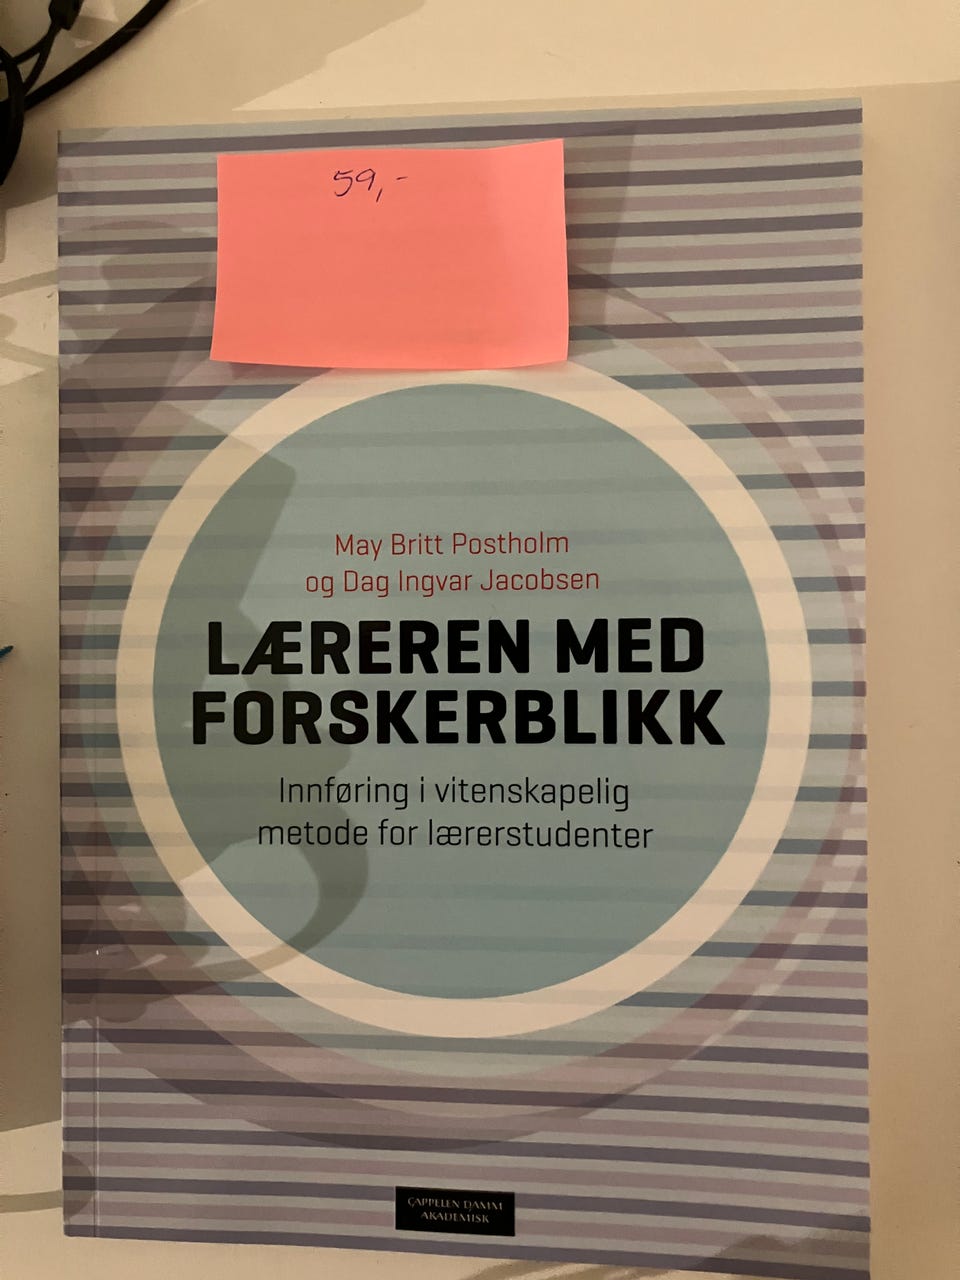 59,-
May Britt Postholm
og Dag Ingvar Jacobsen
LÆREREN MED
FORSKERBLIKK
Innføring i vitenskapelig
metode for lærerstudenter
CAPPELEN DAMM
AKADEMISK